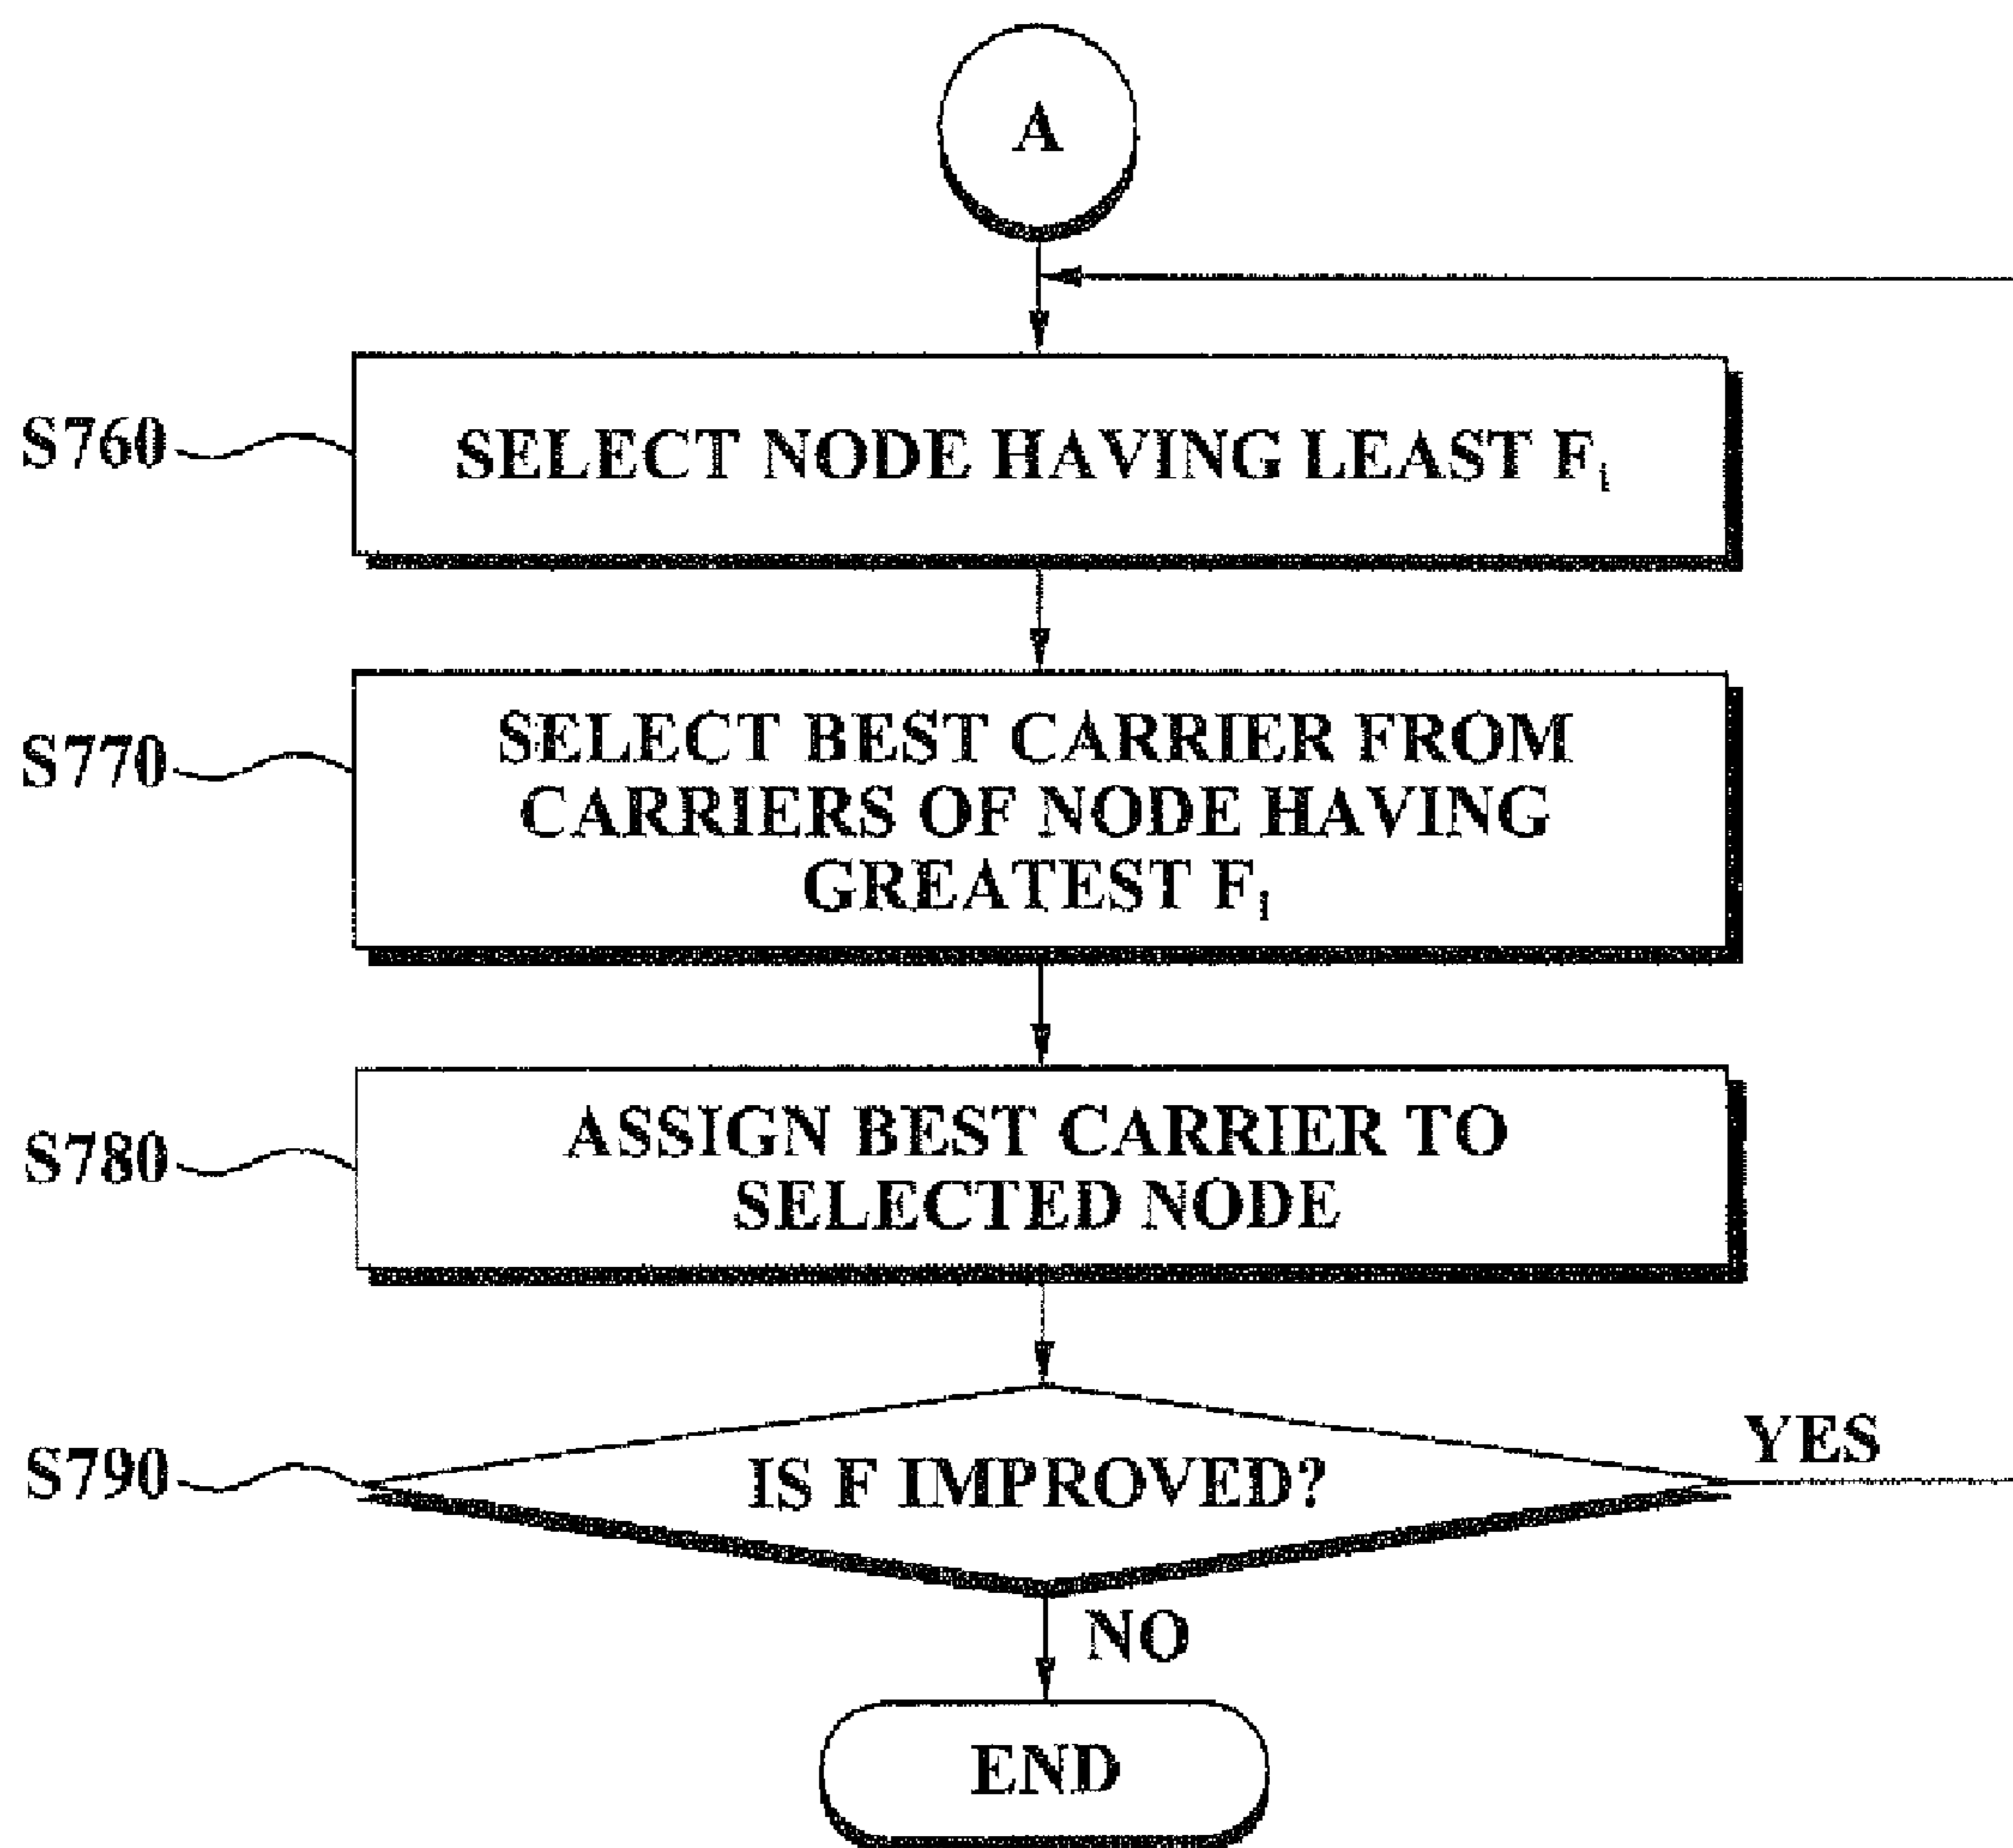 A
S760
SELECT NODE HAVING LEAST Fi
S770
SELECT BEST CARRIER FROM
CARRIERS OF NODE HAVING
GREATEST Fi
S780
ASSIGN BEST CARRIER TO
SELECTED NODE
S790
IS F IMPROVED?
YES
NO
END